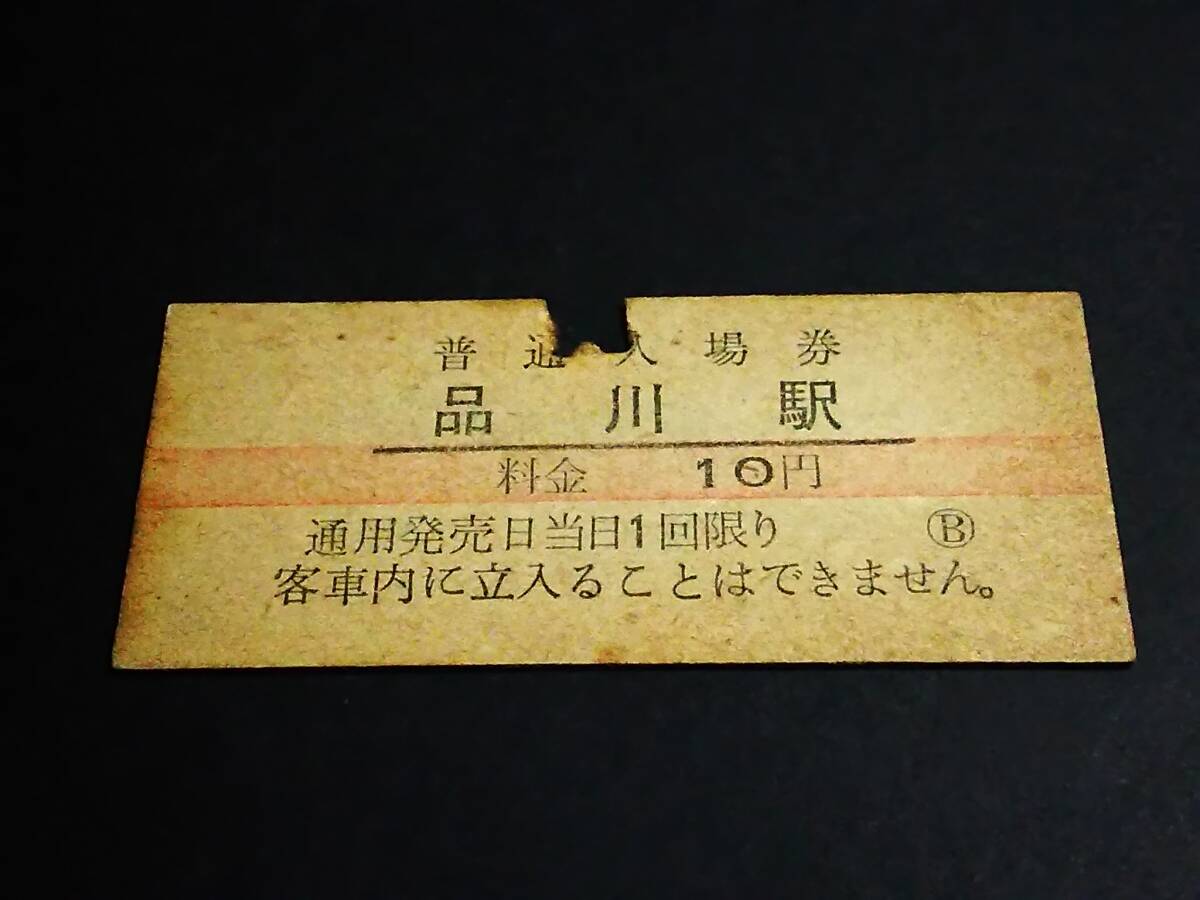 普通入場券
品川駅
料金 10円
通用発売日当日1回限り Ⓑ
客車内に立入ることはできません。